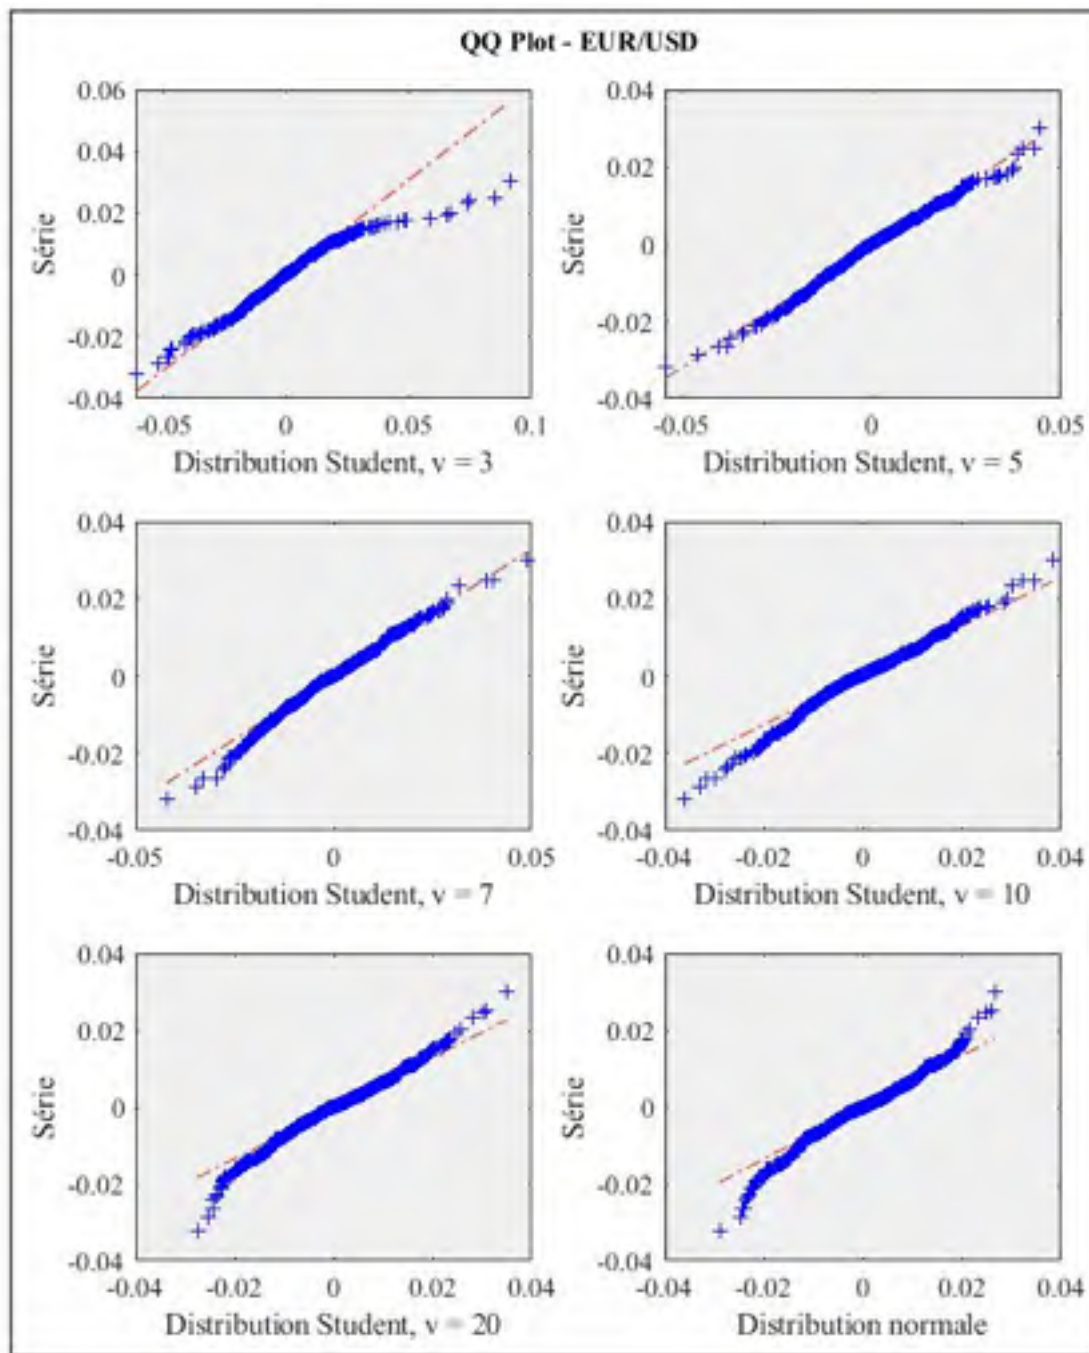 QQ Plot - EUR/USD
0.06
0.04
0.02
0
-0.02
-0.04
Série
-0.05 0 0.05 0.1
Distribution Student, v = 3
0.04
0.02
0
-0.02
-0.04
Série
-0.05 0 0.05
Distribution Student, v = 5
0.04
0.02
0
-0.02
-0.04
Série
-0.05 0 0.05
Distribution Student, v = 7
0.04
0.02
0
-0.02
-0.04
Série
-0.04 -0.02 0 0.02 0.04
Distribution Student, v = 10
0.04
0.02
0
-0.02
-0.04
Série
-0.04 -0.02 0 0.02 0.04
Distribution Student, v = 20
0.04
0.02
0
-0.02
-0.04
Série
-0.04 -0.02 0 0.02 0.04
Distribution normale